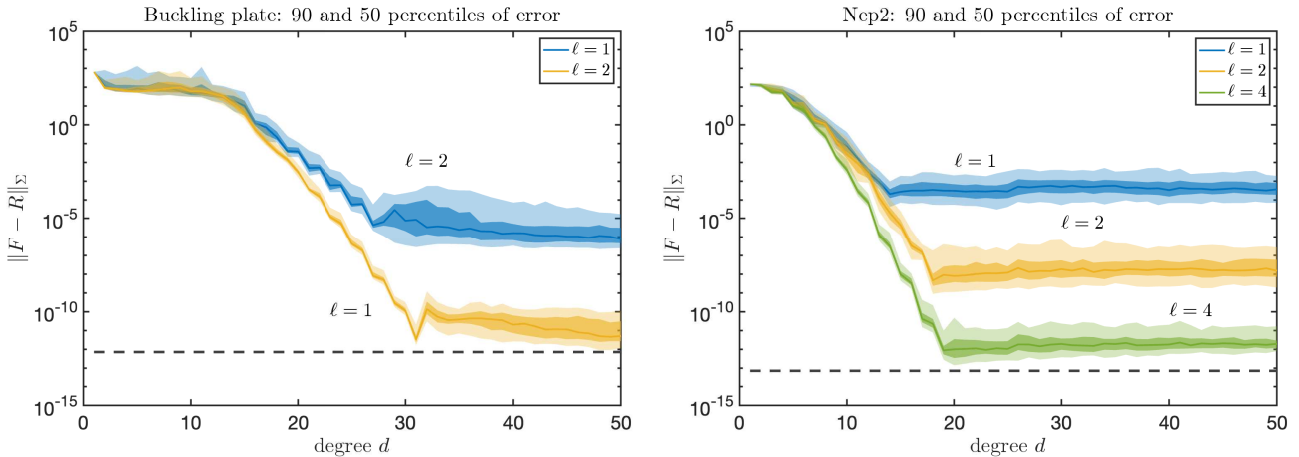 Buckling plate: 90 and 50 percentiles of error
10^5
10^0
10^-5
10^-10
10^-15
‖F − R‖_Σ
ℓ = 1
ℓ = 2
ℓ = 2
ℓ = 1
0 10 20 30 40 50
degree d
Nep2: 90 and 50 percentiles of error
10^5
10^0
10^-5
10^-10
10^-15
‖F − R‖_Σ
ℓ = 1
ℓ = 2
ℓ = 4
ℓ = 1
ℓ = 2
ℓ = 4
0 10 20 30 40 50
degree d